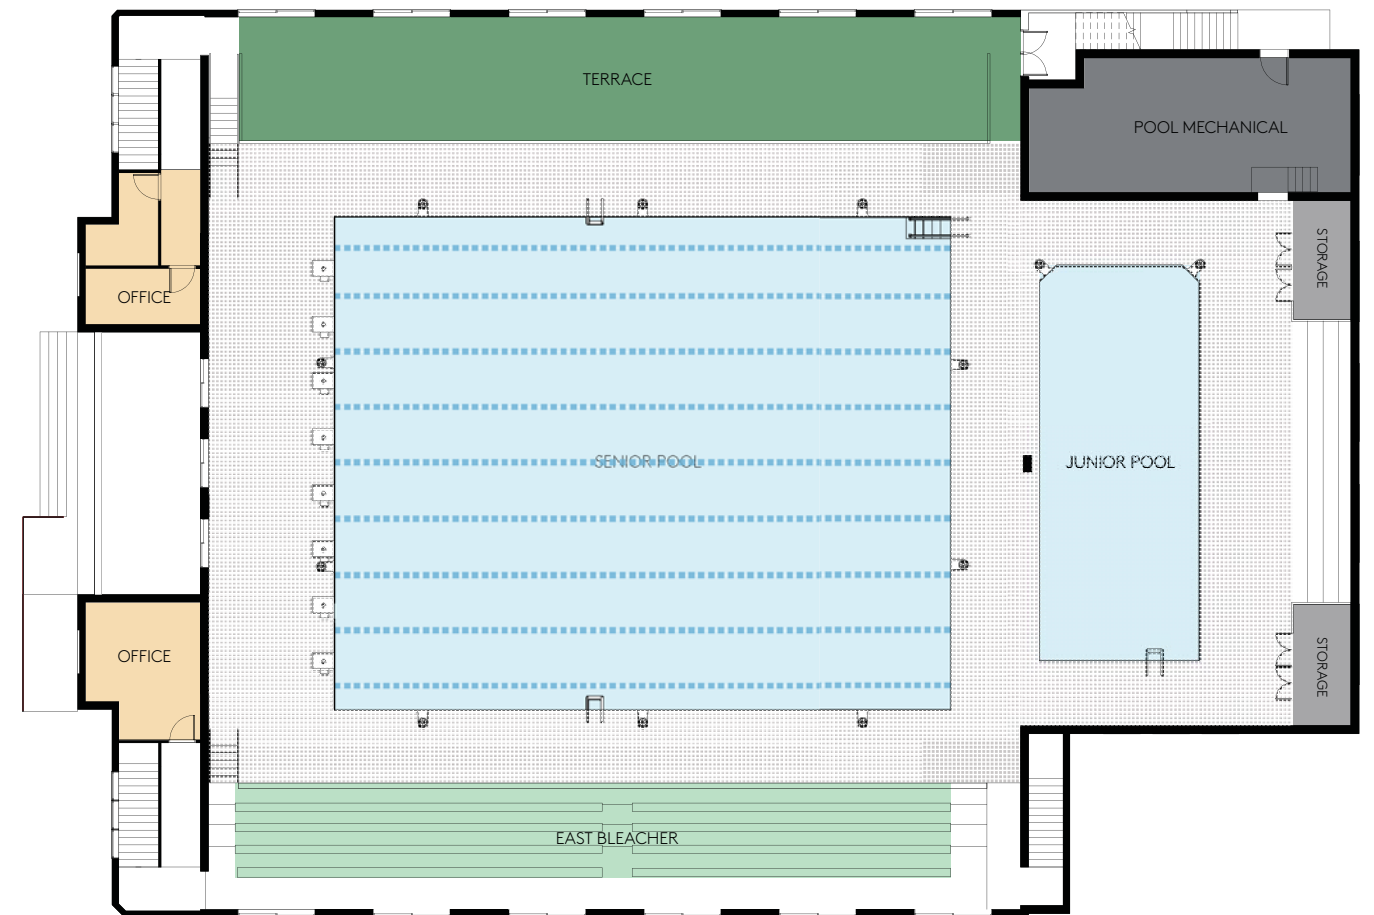 TERRACE
POOL MECHANICAL
STORAGE
OFFICE
SENIOR POOL
JUNIOR POOL
OFFICE
STORAGE
EAST BLEACHER